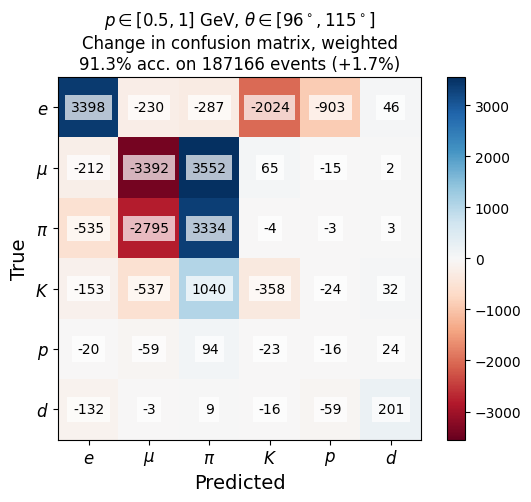 p ∈ [0.5, 1] GeV, θ ∈ [96°, 115°]
Change in confusion matrix, weighted
91.3% acc. on 187166 events (+1.7%)
e 3398 -230 -287 -2024 -903 46
μ -212 -3392 3552 65 -15 2
π -535 -2795 3334 -4 -3 3
K -153 -537 1040 -358 -24 32
p -20 -59 94 -23 -16 24
d -132 -3 9 -16 -59 201
e μ π K p d
Predicted
True
3000
2000
1000
0
−1000
−2000
−3000